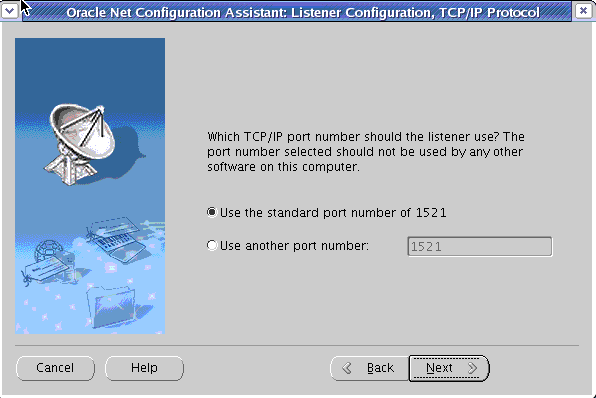 Oracle Net Configuration Assistant: Listener Configuration, TCP/IP Protocol
Which TCP/IP port number should the listener use? The
port number selected should not be used by any other
software on this computer.
Use the standard port number of 1521
Use another port number: 1521
Cancel Help Back Next